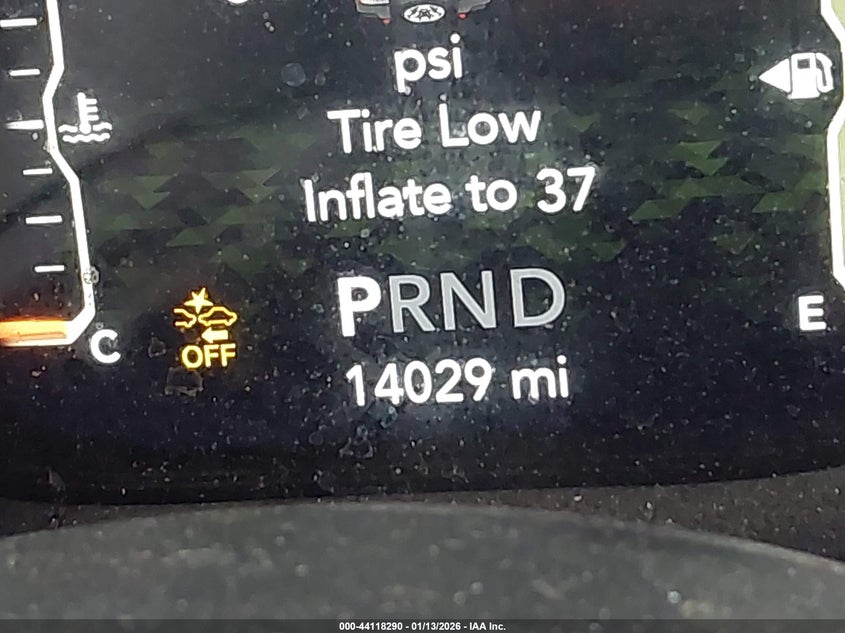 psi
Tire Low
Inflate to 37
PRND
E
C
OFF
14029 mi
000-44118290 - 01/13/2026 - IAA Inc.